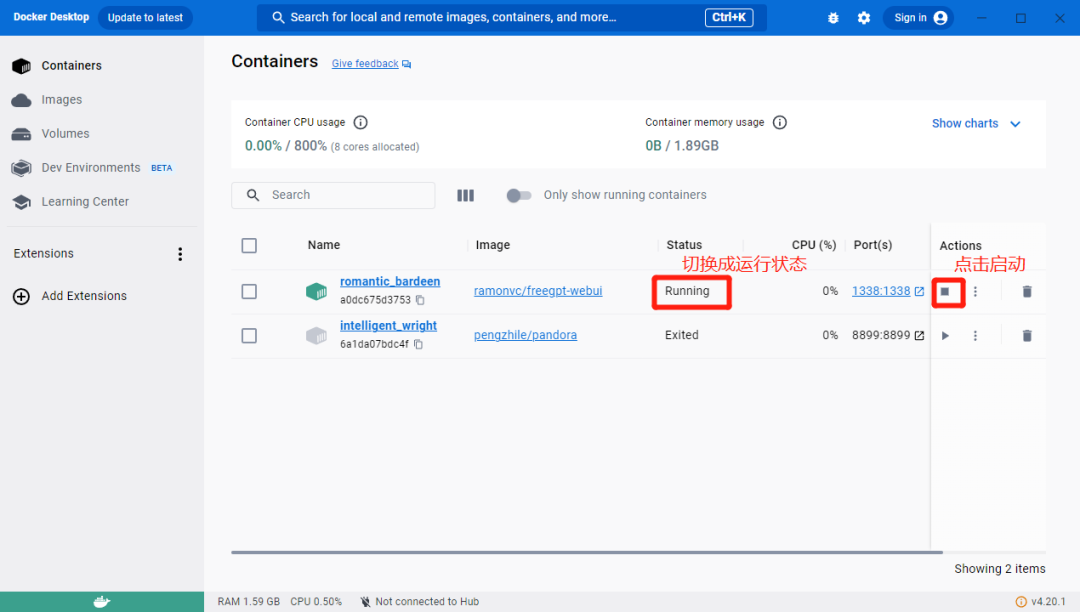 Docker Desktop Update to latest Search for local and remote images, containers, and more... Ctrl+K Sign in
Containers
Images
Volumes
Dev Environments BETA
Learning Center
Extensions
Add Extensions
Containers Give feedback
Container CPU usage
0.00% / 800% (8 cores allocated)
Container memory usage
0B / 1.89GB
Show charts
Search Only show running containers
Name Image Status CPU (%) Port(s) Actions
切换成运行状态 点击启动
romantic_bardeen
a0dc675d3753
ramonvc/freegpt-webui Running 0% 1338:1338
intelligent_wright
6a1da07bdc4f
pengzhile/pandora Exited 0% 8899:8899
Showing 2 items
RAM 1.59 GB CPU 0.50% Not connected to Hub v4.20.1